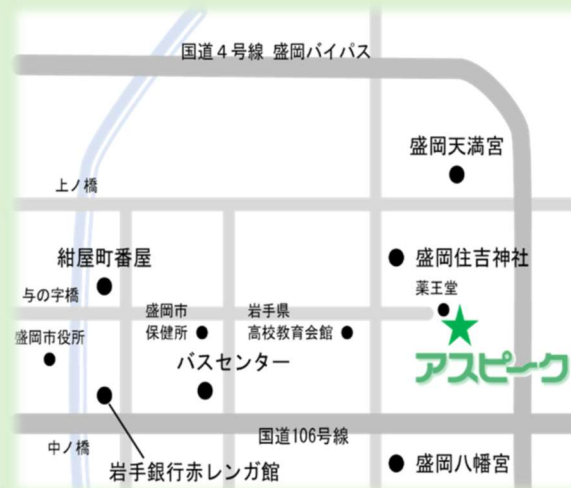 国道４号線 盛岡バイパス
盛岡天満宮
上ノ橋
紺屋町番屋
盛岡住吉神社
与の字橋
薬王堂
盛岡市
保健所
岩手県
高校教育会館
盛岡市役所
バスセンター
アスピーク
国道106号線
中ノ橋
岩手銀行赤レンガ館
盛岡八幡宮